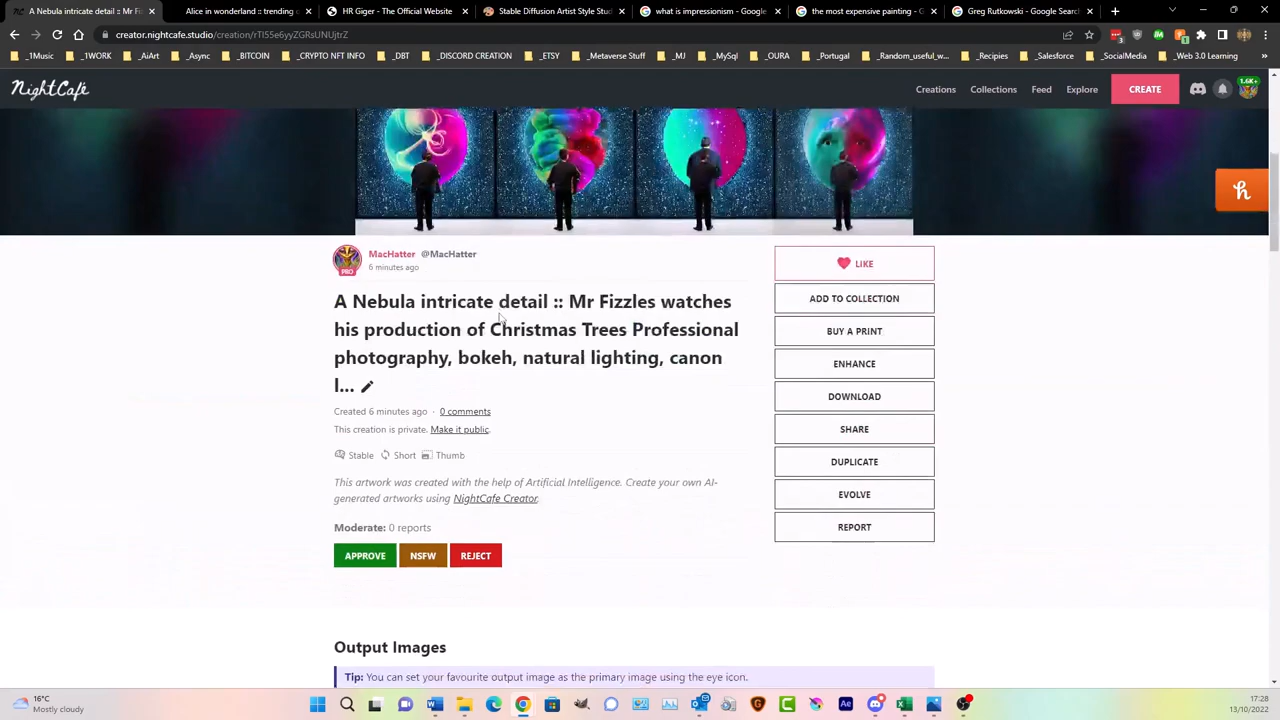 A Nebula intricate detail :: Mr Fi
Alice in wonderland :: trending c
HR Giger - The Official Website
Stable Diffusion Artist Style Stud
what is impressionism - Google
the most expensive painting - G
Greg Rutkowski - Google Search
creator.nightcafe.studio/creation/rTI55e6yyZGRsUNUjtrZ
_1Music
_1WORK
_AiArt
_Async
_BITCOIN
_CRYPTO NFT INFO
_DBT
_DISCORD CREATION
_ETSY
_Metaverse Stuff
_MJ
_MySql
_OURA
_Portugal
_Random_useful_w...
_Recipies
_Salesforce
_SocialMedia
_Web 3.0 Learning
NightCafe
Creations
Collections
Feed
Explore
CREATE
1.6K+
h
MacHatter @MacHatter
6 minutes ago
PRO
A Nebula intricate detail :: Mr Fizzles watches
his production of Christmas Trees Professional
photography, bokeh, natural lighting, canon
l...
Created 6 minutes ago · 0 comments
This creation is private. Make it public.
Stable Short Thumb
This artwork was created with the help of Artificial Intelligence. Create your own AI-
generated artworks using NightCafe Creator.
Moderate: 0 reports
APPROVE
NSFW
REJECT
LIKE
ADD TO COLLECTION
BUY A PRINT
ENHANCE
DOWNLOAD
SHARE
DUPLICATE
EVOLVE
REPORT
Output Images
Tip: You can set your favourite output image as the primary image using the eye icon.
16°C
Mostly cloudy
17:28
13/10/2022